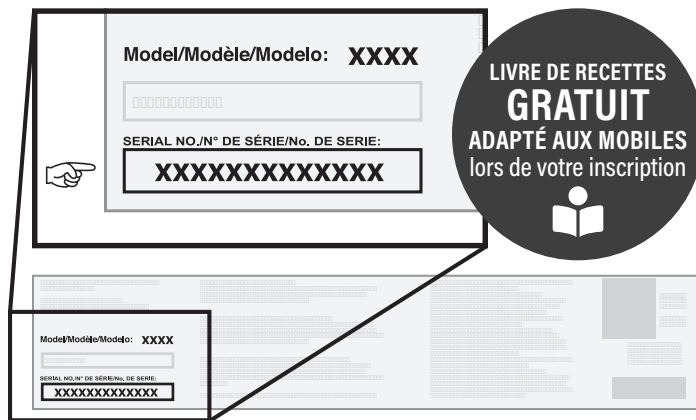 Model/Modèle/Modelo: XXXX
SERIAL NO./N° DE SÉRIE/No. DE SERIE:
XXXXXXXXXXXXX
LIVRE DE RECETTES
GRATUIT
ADAPTÉ AUX MOBILES
lors de votre inscription
Model/Modèle/Modelo: XXXX
SERIAL NO./N° DE SÉRIE/No. DE SERIE:
XXXXXXXXXXXXX